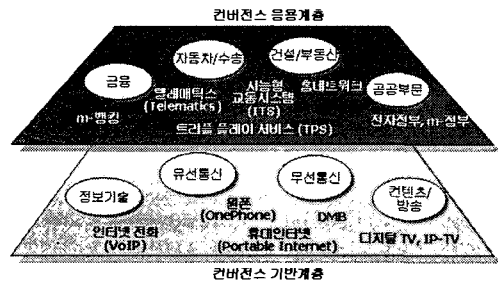 컨버전스 응용계층
자동차/수송
건설/부동산
금융
텔레매틱스
(Telematics)
지능형
교통시스템
(ITS)
홈네트워크
공공부문
m-뱅킹
트리플 플레이 서비스 (TPS)
전자정부, m-정부
유선통신
무선통신
정보기술
컨텐츠/
방송
원폰
(OnePhone)
DMB
인터넷 전화
(VoIP)
휴대인터넷
(Portable Internet)
디지탈 TV, IP-TV
컨버전스 기반계층